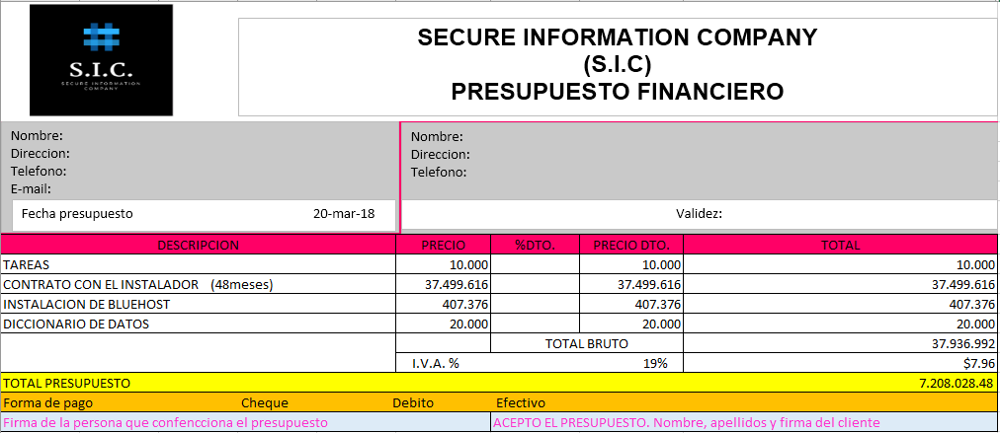 S.I.C.
SECURE INFORMATION
COMPANY
SECURE INFORMATION COMPANY
(S.I.C)
PRESUPUESTO FINANCIERO
Nombre:
Direccion:
Telefono:
E-mail:
Nombre:
Direccion:
Telefono:
Fecha presupuesto 20-mar-18
Validez:
DESCRIPCION PRECIO %DTO. PRECIO DTO. TOTAL
TAREAS 10.000 10.000 10.000
CONTRATO CON EL INSTALADOR (48meses) 37.499.616 37.499.616 37.499.616
INSTALACION DE BLUEHOST 407.376 407.376 407.376
DICCIONARIO DE DATOS 20.000 20.000 20.000
TOTAL BRUTO 37.936.992
I.V.A. % 19% $7.96
TOTAL PRESUPUESTO 7.208.028.48
Forma de pago Cheque Debito Efectivo
Firma de la persona que confencciona el presupuesto ACEPTO EL PRESUPUESTO. Nombre, apellidos y firma del cliente